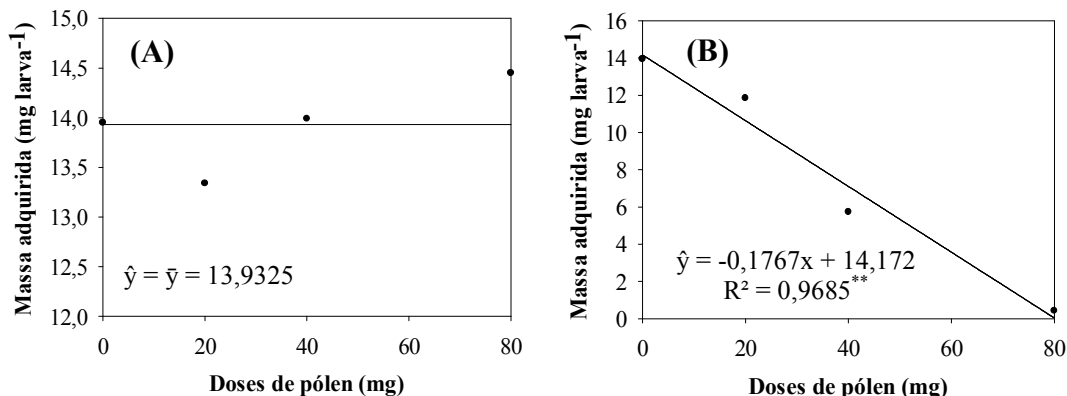 (A)
Massa adquirida (mg larva⁻¹)
15,0
14,5
14,0
13,5
13,0
12,5
12,0
ŷ = ȳ = 13,9325
0 20 40 60 80
Doses de pólen (mg)
(B)
Massa adquirida (mg larva⁻¹)
16
14
12
10
8
6
4
2
0
ŷ = -0,1767x + 14,172
R² = 0,9685**
0 20 40 60 80
Doses de pólen (mg)